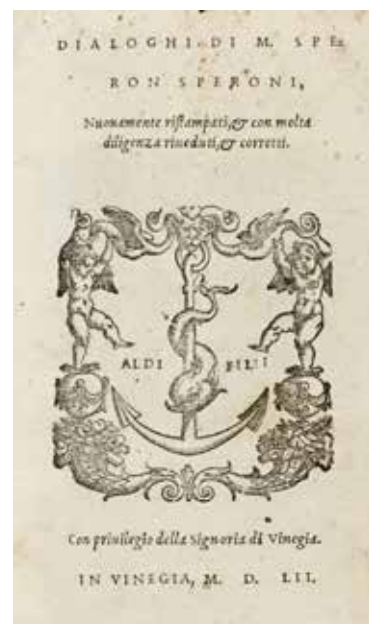 DIALOGHI DI M. SPE=
RON SPERONI,
Nuouamente ristampati,& con molta
diligenza riueduti,& corretti.
ALDI FILII
Con priuilegio della Signoria di Vinegia.
IN VINEGIA, M. D. LII.